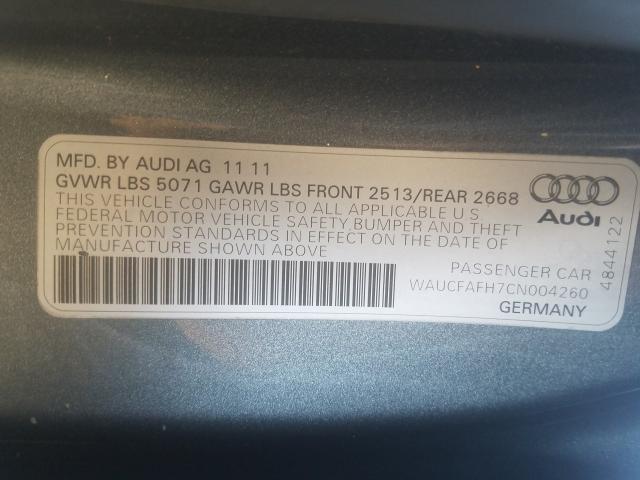 MFD. BY AUDI AG 11 11
GVWR LBS 5071 GAWR LBS FRONT 2513/REAR 2668
THIS VEHICLE CONFORMS TO ALL APPLICABLE U S
FEDERAL MOTOR VEHICLE SAFETY BUMPER AND THEFT
PREVENTION STANDARDS IN EFFECT ON THE DATE OF
MANUFACTURE SHOWN ABOVE
PASSENGER CAR
WAUCFAFH7CN004260
GERMANY
Audi
4844122